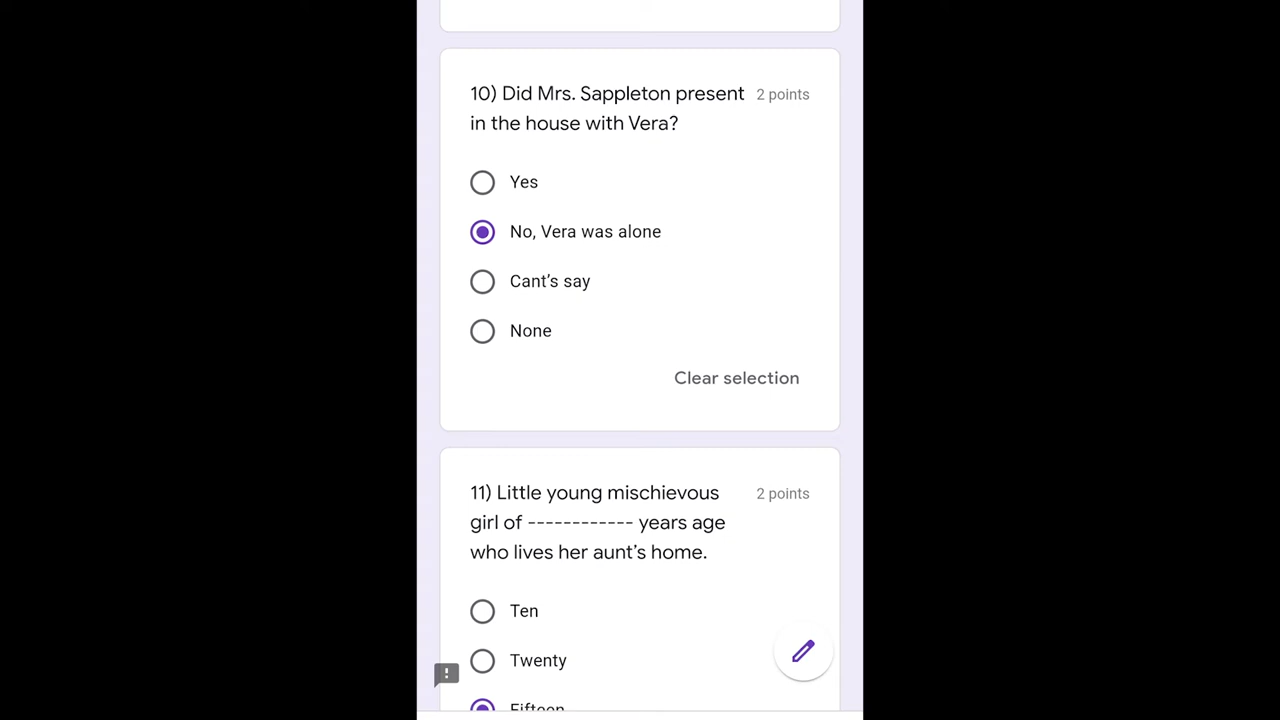 10) Did Mrs. Sappleton present 2 points
in the house with Vera?
Yes
No, Vera was alone
Cant's say
None
Clear selection
11) Little young mischievous 2 points
girl of ------------ years age
who lives her aunt's home.
Ten
Twenty
Fifteen